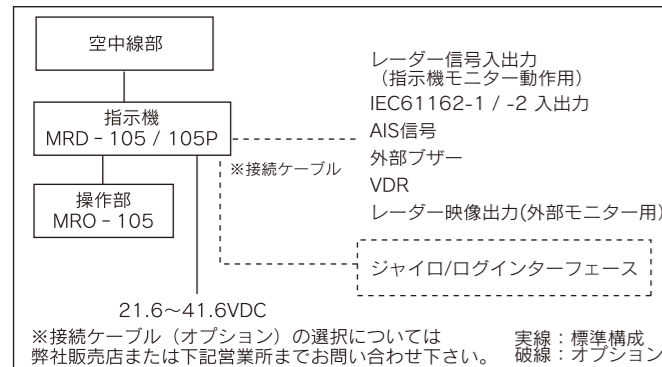 空中線部
指示機
MRD - 105 / 105P
操作部
MRO - 105
※接続ケーブル
レーダー信号入出力
（指示機モニター動作用）
IEC61162-1 / -2 入出力
AIS信号
外部ブザー
VDR
レーダー映像出力(外部モニター用)
ジャイロ/ログインターフェース
21.6～41.6VDC
※接続ケーブル（オプション）の選択については
弊社販売店または下記営業所までお問い合わせ下さい。
実線：標準構成
破線：オプション